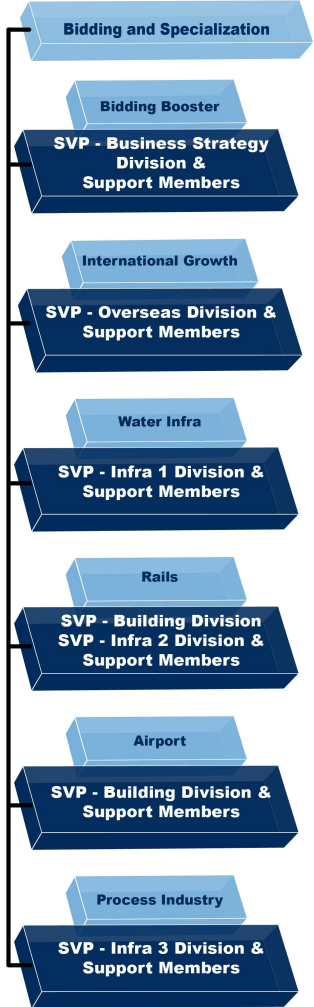 Bidding and Specialization
Bidding Booster
SVP - Business Strategy
Division &
Support Members
International Growth
SVP - Overseas Division &
Support Members
Water Infra
SVP - Infra 1 Division &
Support Members
Rails
SVP - Building Division
SVP - Infra 2 Division &
Support Members
Airport
SVP - Building Division &
Support Members
Process Industry
SVP - Infra 3 Division &
Support Members